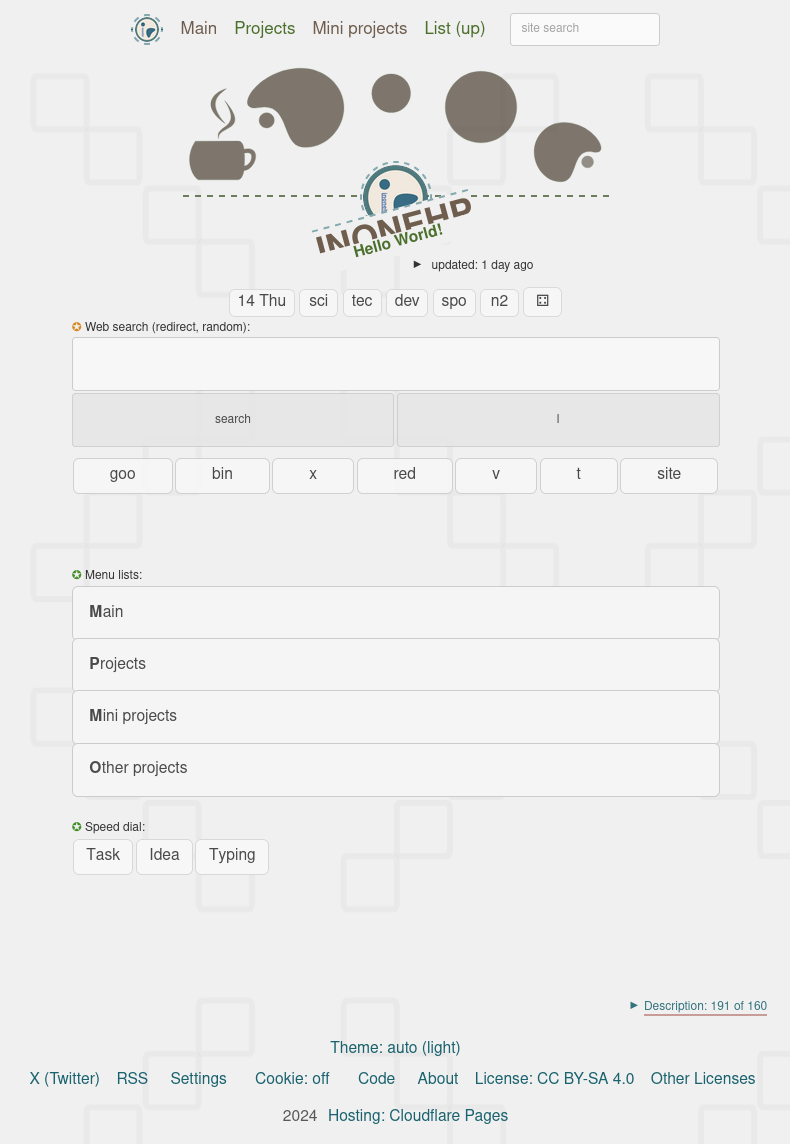 Main Projects Mini projects List (up) site search
INONEHP
Hello World!
► updated: 1 day ago
14 Thu sci tec dev spo n2 ⚃
✪ Web search (redirect, random):
search I
goo bin x red v t site
✪ Menu lists:
Main
Projects
Mini projects
Other projects
✪ Speed dial:
Task Idea Typing
► Description: 191 of 160
Theme: auto (light)
X (Twitter) RSS Settings Cookie: off Code About License: CC BY-SA 4.0 Other Licenses
2024 Hosting: Cloudflare Pages